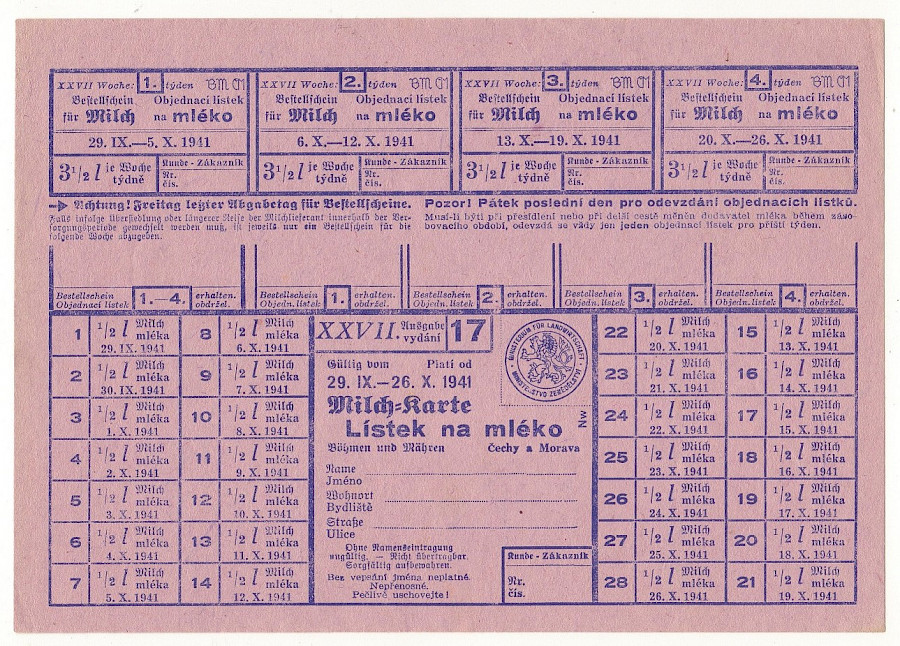 XXVII Woche: 1. týden BM ČM
Bestellschein Objednací lístek
für Milch na mléko
29. IX.—5. X. 1941
3 1/2 l je Woche týdně
Kunde - Zákazník
Nr.
čís.
XXVII Woche: 2. týden BM ČM
Bestellschein Objednací lístek
für Milch na mléko
6. X.—12. X. 1941
3 1/2 l je Woche týdně
Kunde - Zákazník
Nr.
čís.
XXVII Woche: 3. týden BM ČM
Bestellschein Objednací lístek
für Milch na mléko
13. X.—19. X. 1941
3 1/2 l je Woche týdně
Kunde - Zákazník
Nr.
čís.
XXVII Woche: 4. týden BM ČM
Bestellschein Objednací lístek
für Milch na mléko
20. X.—26. X. 1941
3 1/2 l je Woche týdně
Kunde - Zákazník
Nr.
čís.
Achtung! Freitag letzter Abgabetag für Bestellscheine.
Falls infolge Übersiedlung oder längerer Reise der Milchlieferant innerhalb der Ver-
sorgungsperiode gewechselt werden muß, ist jeweils nur ein Bestellschein für die
folgende Woche abzugeben.
Pozor! Pátek poslední den pro odevzdání objednacích lístků.
Musí-li býti při přesídlení nebo při delší cestě měněn dodavatel mléka během záso-
bovacího období, odevzdá se vždy jen jeden objednací lístek pro příští týden.
Bestellschein 1.—4. erhalten.
Objednací lístek obdržel.
Bestellschein 1. erhalten.
Objedn. lístek obdržel.
Bestellschein 2. erhalten.
Objedn. lístek obdržel.
Bestellschein 3. erhalten.
Objedn. lístek obdržel.
Bestellschein 4. erhalten.
Objedn. lístek obdržel.
1 1/2 l Milch mléka 29. IX. 1941
2 1/2 l Milch mléka 30. IX. 1941
3 1/2 l Milch mléka 1. X. 1941
4 1/2 l Milch mléka 2. X. 1941
5 1/2 l Milch mléka 3. X. 1941
6 1/2 l Milch mléka 4. X. 1941
7 1/2 l Milch mléka 5. X. 1941
8 1/2 l Milch mléka 6. X. 1941
9 1/2 l Milch mléka 7. X. 1941
10 1/2 l Milch mléka 8. X. 1941
11 1/2 l Milch mléka 9. X. 1941
12 1/2 l Milch mléka 10. X. 1941
13 1/2 l Milch mléka 11. X. 1941
14 1/2 l Milch mléka 12. X. 1941
XXVII. Ausgabe vydání 17
Gültig vom Platí od
29. IX.—26. X. 1941
Milch-Karte
Lístek na mléko
Böhmen und Mähren Čechy a Morava
MINISTERIUM FÜR LANDWIRTSCHAFT
MINISTERSTVO ZEMĚDĚLSTVÍ
NW
Name
Jméno
Wohnort
Bydliště
Straße
Ulice
Ohne Namenseintragung
ungültig. — Nicht übertragbar.
Sorgfältig aufbewahren.
Bez vepsání jména neplatné.
Nepřenosné.
Pečlivě uschovejte!
Kunde - Zákazník
Nr.
čís.
22 1/2 l Milch mléka 20. X. 1941
23 1/2 l Milch mléka 21. X. 1941
24 1/2 l Milch mléka 22. X. 1941
25 1/2 l Milch mléka 23. X. 1941
26 1/2 l Milch mléka 24. X. 1941
27 1/2 l Milch mléka 25. X. 1941
28 1/2 l Milch mléka 26. X. 1941
15 1/2 l Milch mléka 13. X. 1941
16 1/2 l Milch mléka 14. X. 1941
17 1/2 l Milch mléka 15. X. 1941
18 1/2 l Milch mléka 16. X. 1941
19 1/2 l Milch mléka 17. X. 1941
20 1/2 l Milch mléka 18. X. 1941
21 1/2 l Milch mléka 19. X. 1941